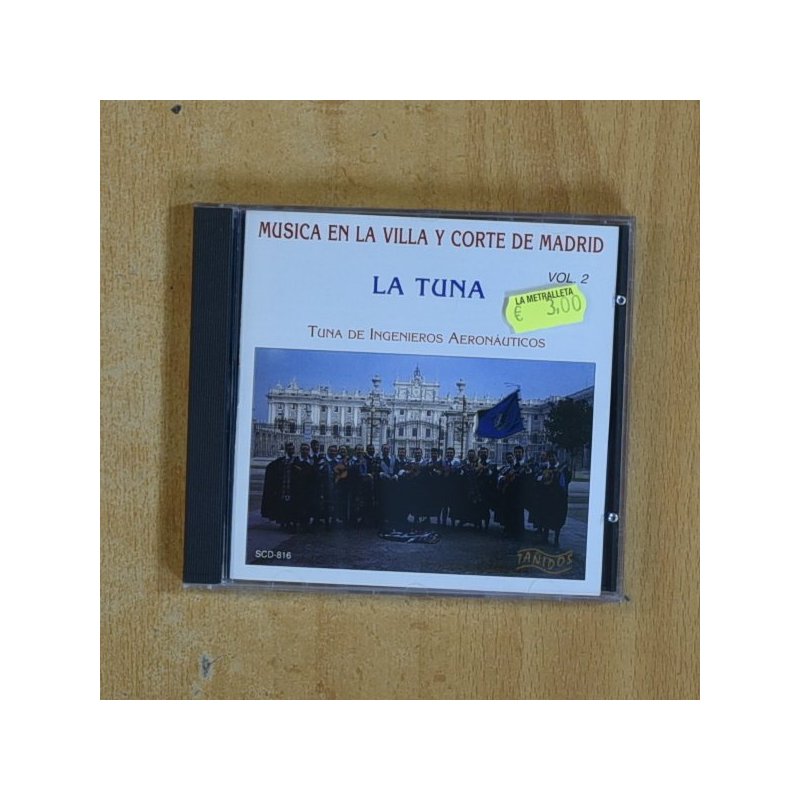 MUSICA EN LA VILLA Y CORTE DE MADRID
VOL. 2
LA TUNA
LA METRALLETA
€ 3,00
TUNA DE INGENIEROS AERONÁUTICOS
SCD-816
TAÑIDOS